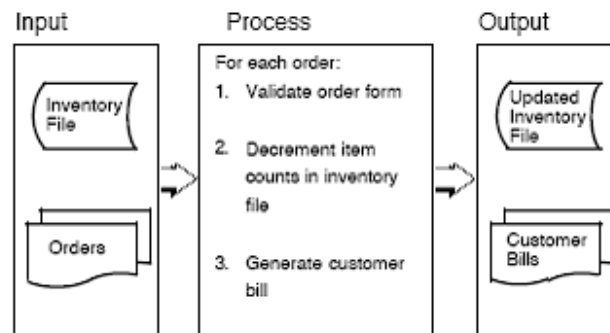 Input
Process
Output
Inventory
File
Orders
For each order:
1. Validate order form
2. Decrement item
counts in inventory
file
3. Generate customer
bill
Updated
Inventory
File
Customer
Bills